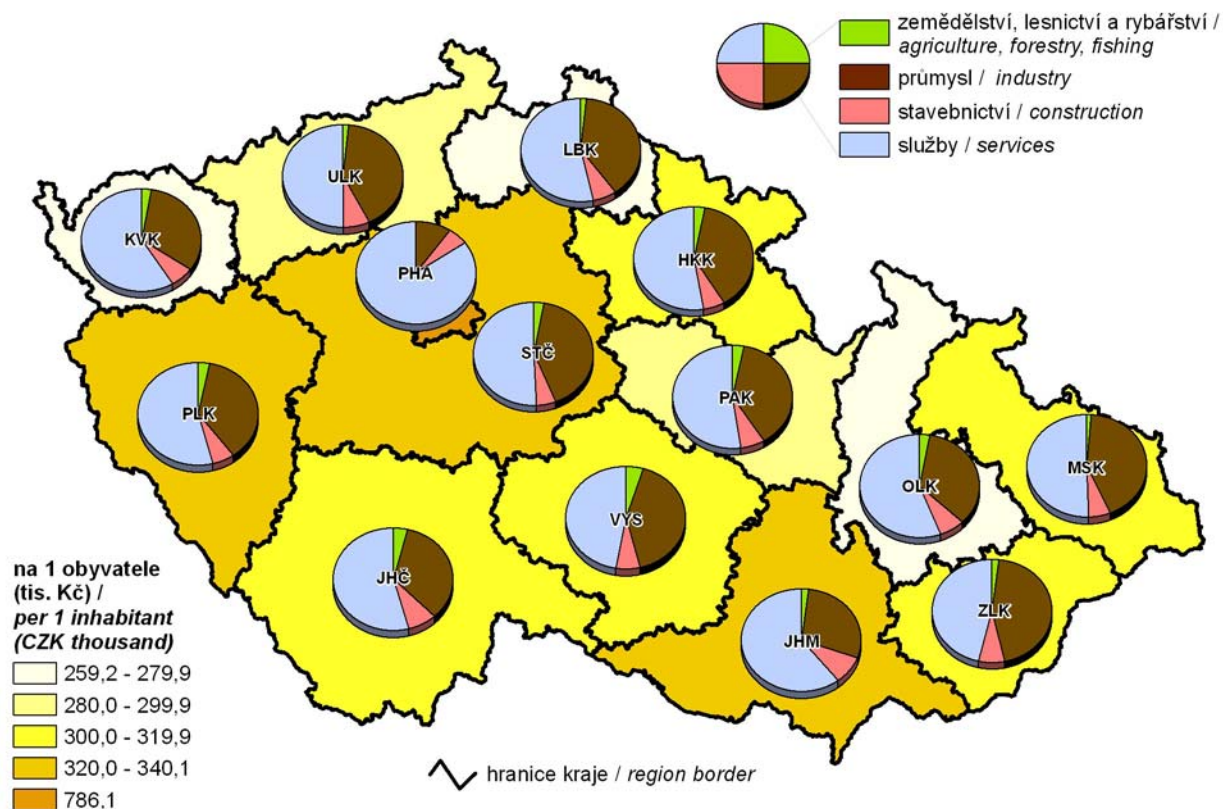 zemědělství, lesnictví a rybářství /
agriculture, forestry, fishing
průmysl / industry
stavebnictví / construction
služby / services
LBK
ULK
KVK
HKK
PHA
STČ
PAK
PLK
MSK
OLK
VYS
JHČ
ZLK
JHM
na 1 obyvatele
(tis. Kč) /
per 1 inhabitant
(CZK thousand)
259,2 - 279,9
280,0 - 299,9
300,0 - 319,9
320,0 - 340,1
786,1
hranice kraje / region border